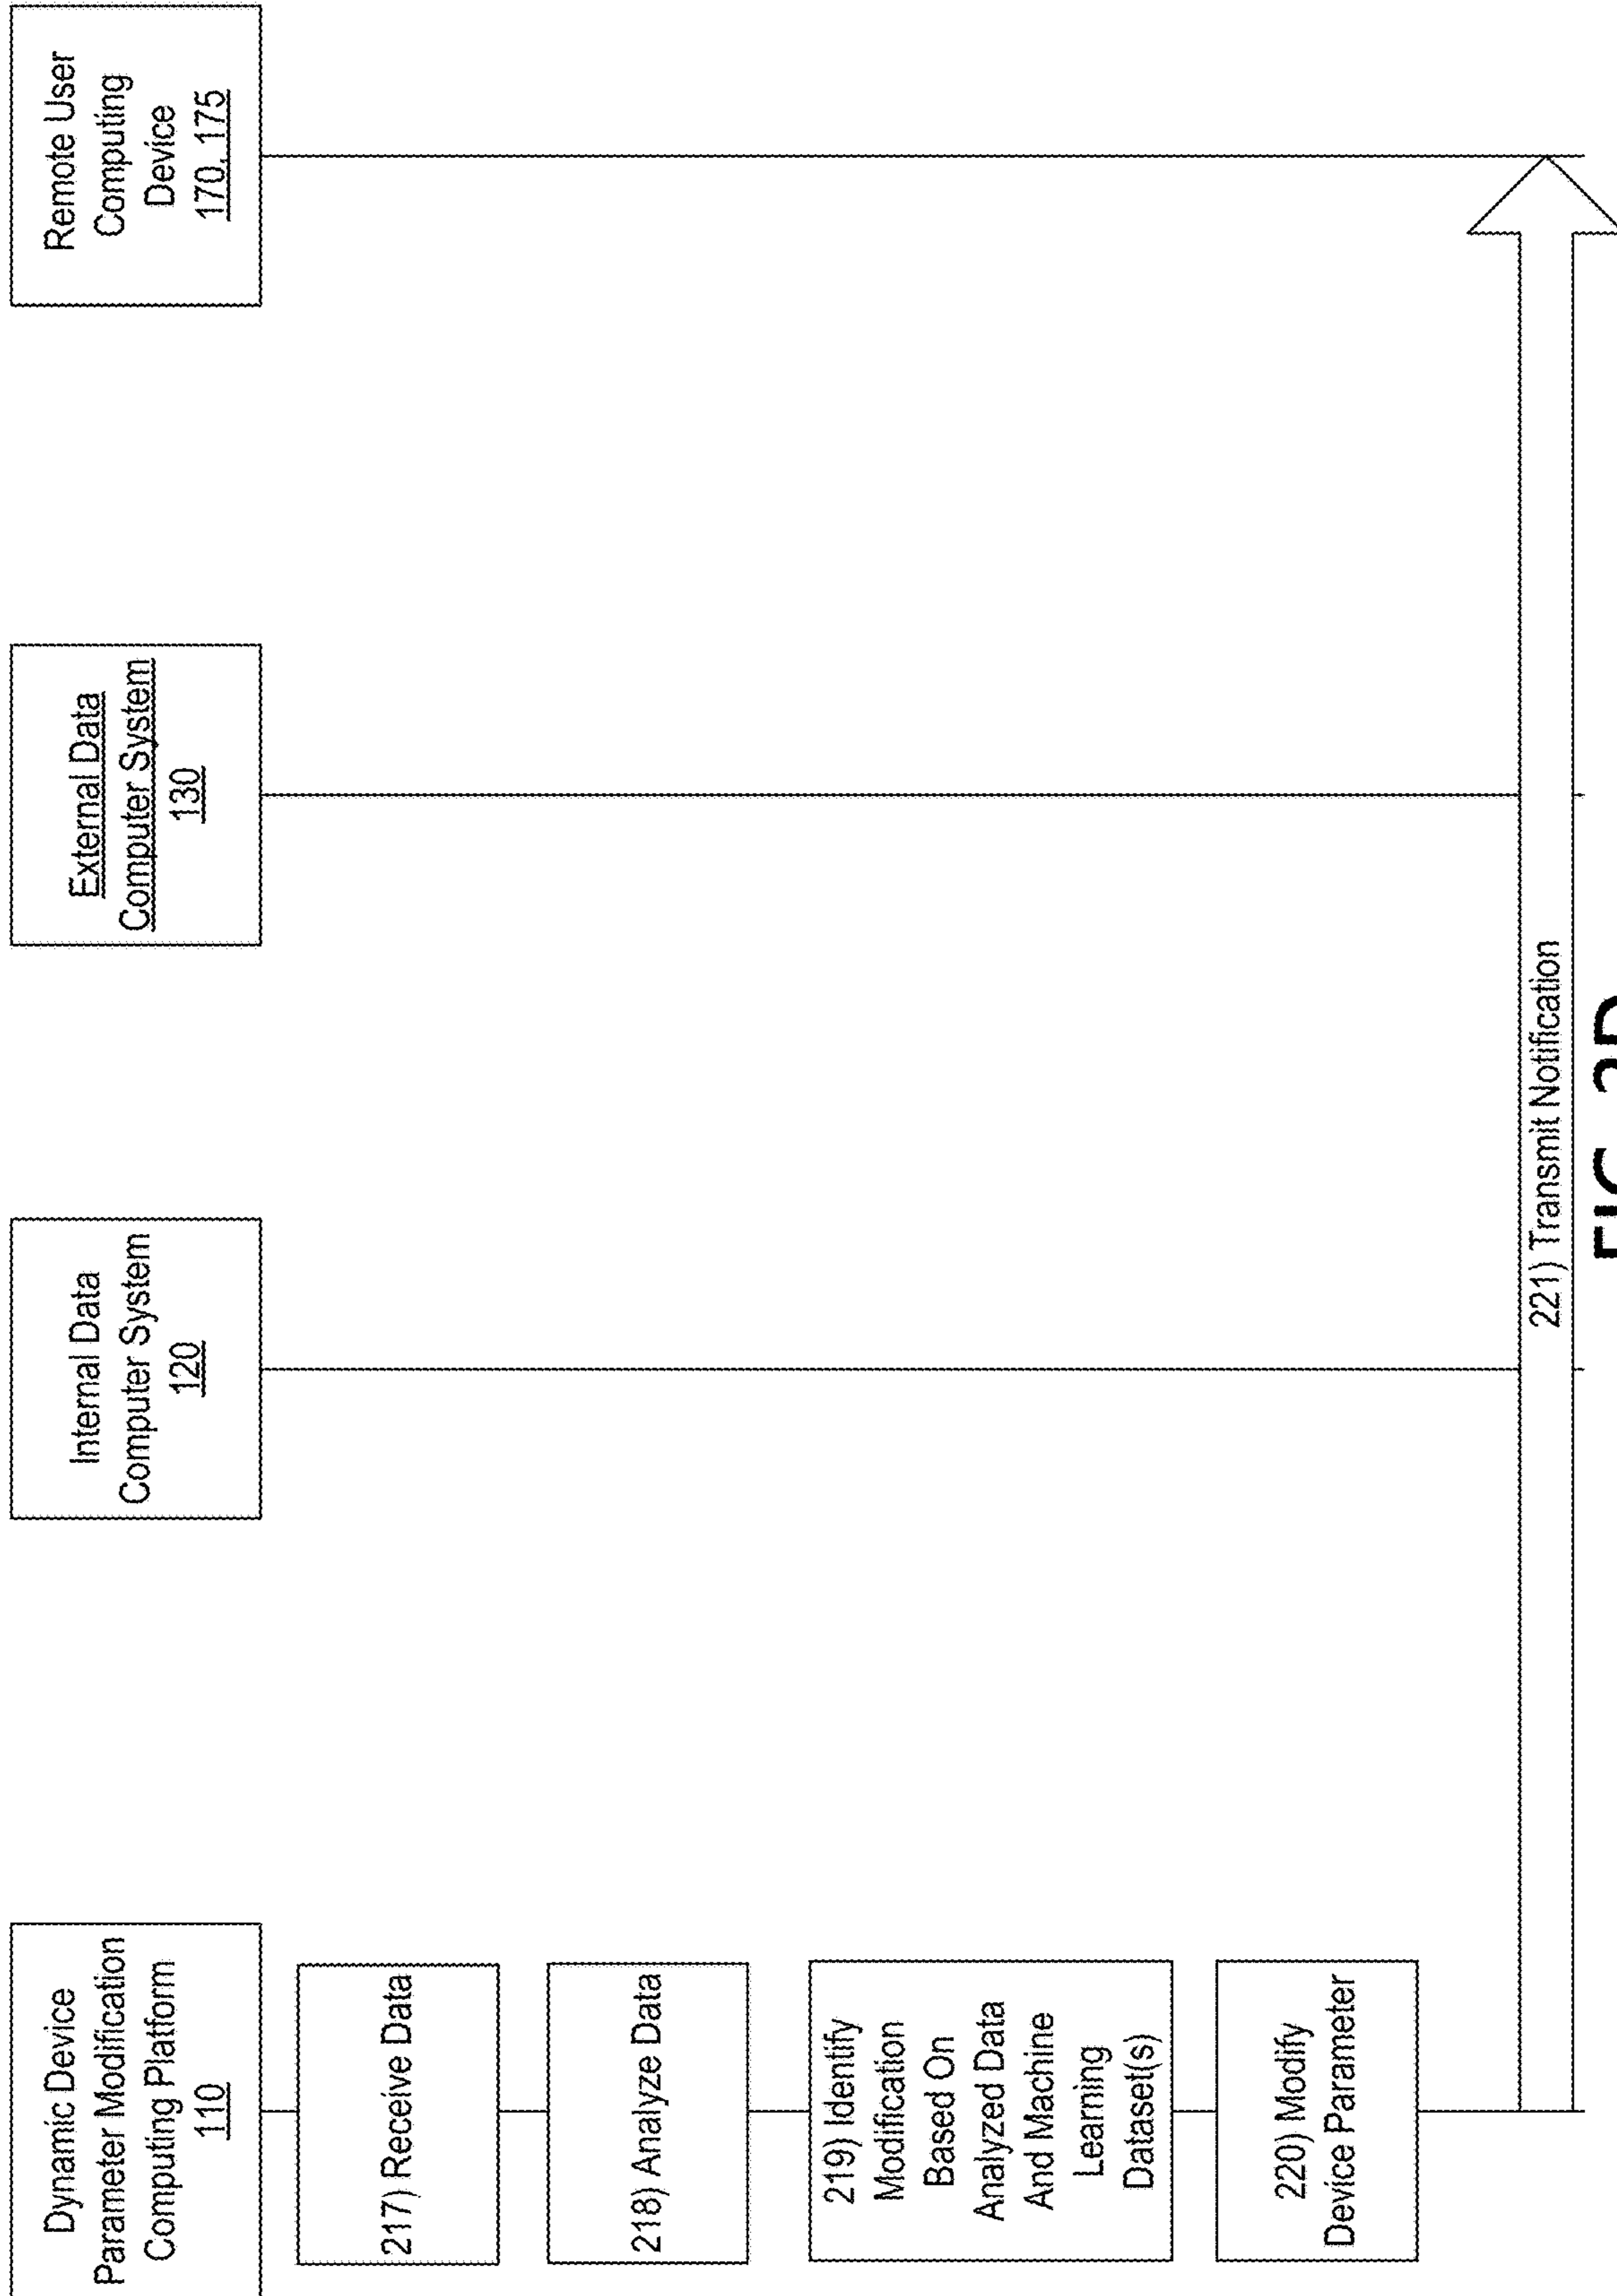 Dynamic Device
Parameter Modification
Computing Platform
110
Internal Data
Computer System
120
External Data
Computer System
130
Remote User
Computing
Device
170, 175
217) Receive Data
218) Analyze Data
219) Identify
Modification
Based On
Analyzed Data
And Machine
Learning
Dataset(s)
220) Modify
Device Parameter
221) Transmit Notification
FIG